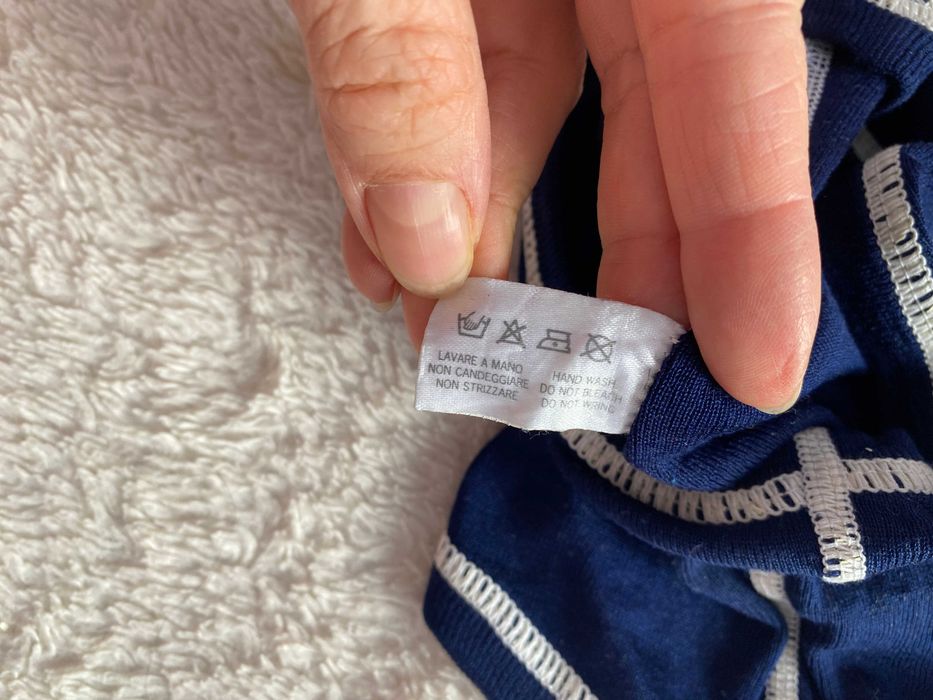 LAVARE A MANO
NON CANDEGGIARE
NON STRIZZARE
HAND WASH
DO NOT BLEACH
DO NOT WRING